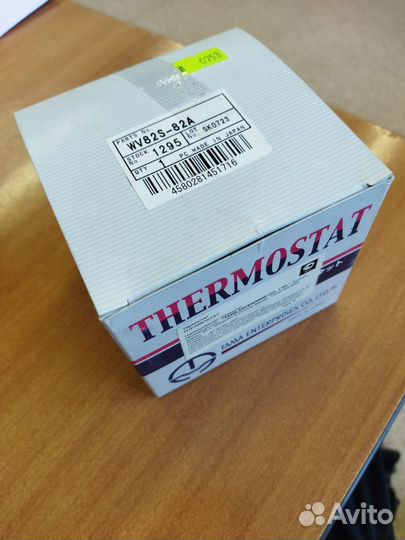 0753
PARTS No
WV82S-82A
STOCK 1295 LOT No SK0723
QTY 1 PC MADE IN JAPAN
4580281451716
THERMOSTAT
TAMA ENTERPRISES CO., LTD.
Avito